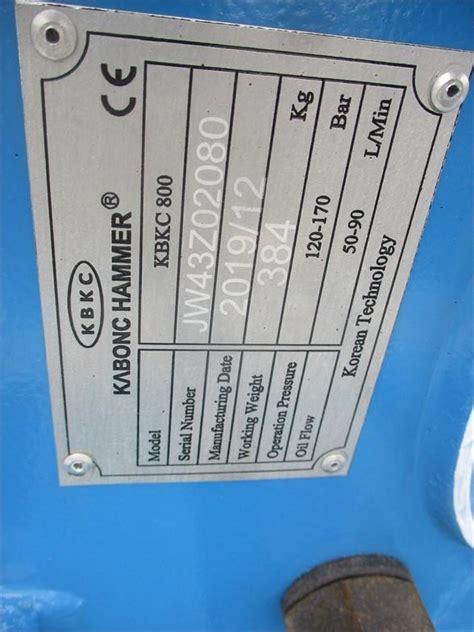 KBKC
KABONC HAMMER®
CE
Model KBKC 800
Serial Number JW43Z02080
Manufacturing Date 2019/12
Working Weight 384 Kg
Operation Pressure 120-170 Bar
Oil Flow 50-90 L/Min
Korean Technology